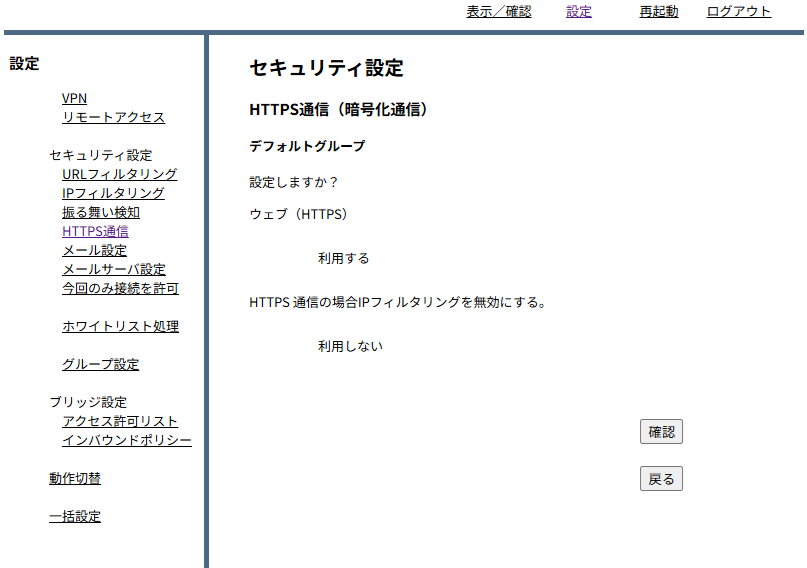 表示／確認 設定 再起動 ログアウト
設定
VPN
リモートアクセス
セキュリティ設定
URLフィルタリング
IPフィルタリング
振る舞い検知
HTTPS通信
メール設定
メールサーバ設定
今回のみ接続を許可
ホワイトリスト処理
グループ設定
ブリッジ設定
アクセス許可リスト
インバウンドポリシー
動作切替
一括設定
セキュリティ設定
HTTPS通信（暗号化通信）
デフォルトグループ
設定しますか？
ウェブ（HTTPS）
利用する
HTTPS 通信の場合IPフィルタリングを無効にする。
利用しない
確認
戻る